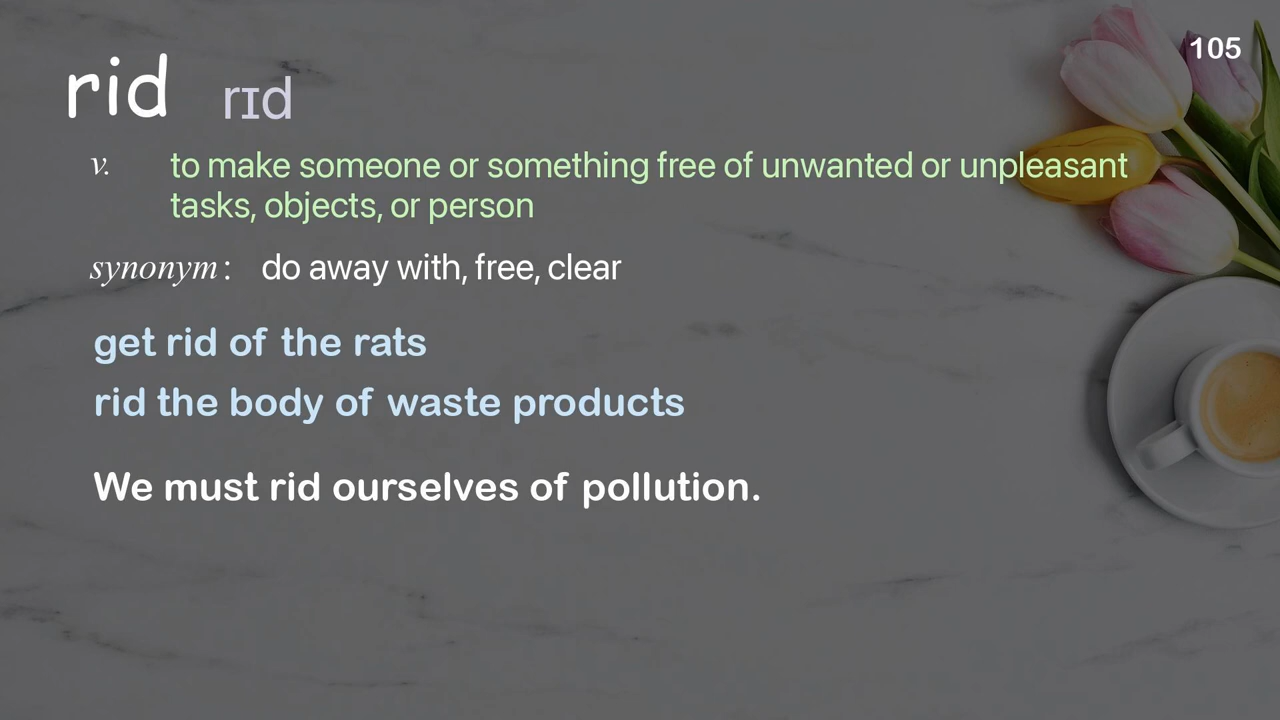 105
rid rɪd
v. to make someone or something free of unwanted or unpleasant
tasks, objects, or person
synonym: do away with, free, clear
get rid of the rats
rid the body of waste products
We must rid ourselves of pollution.